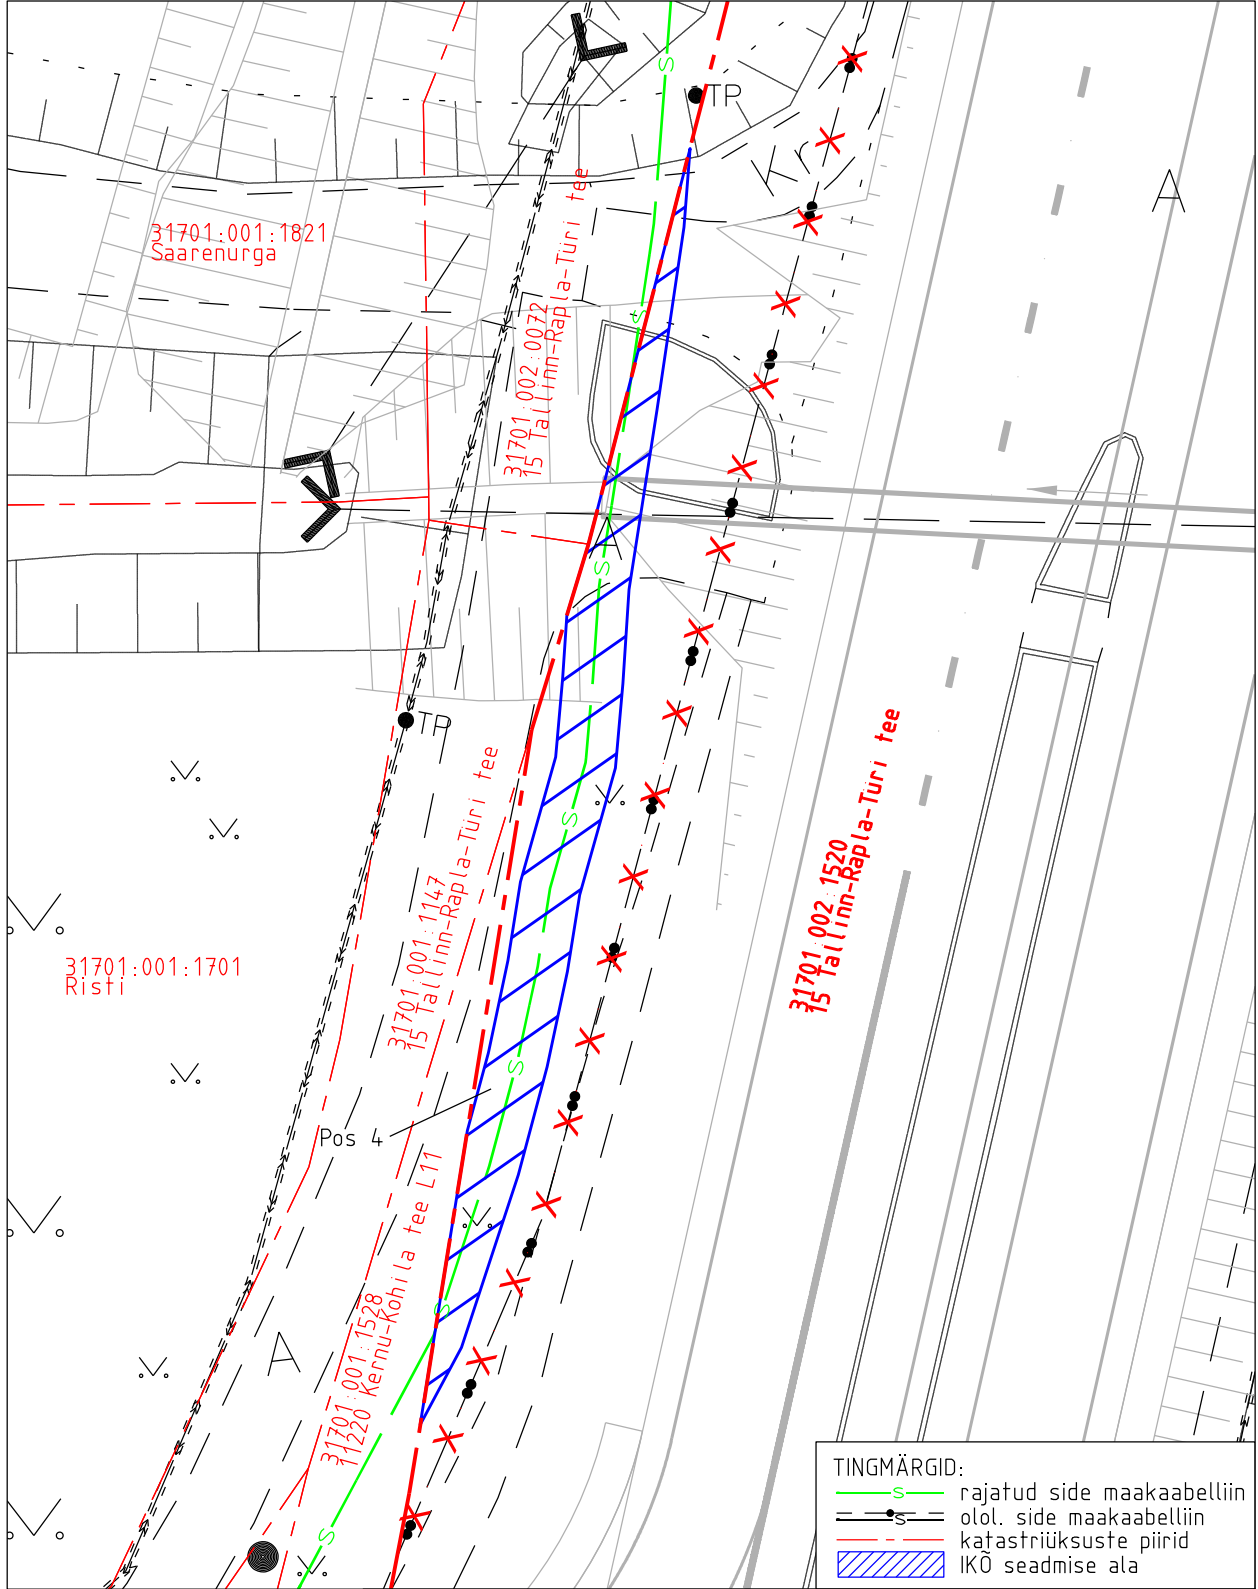 TP
Kr
A
31701:001:1821
Saarenurga
31701:002:0072
15 Tallinn-Rapla-Türi tee
A
TP
31701:001:1701
Risti
31701:001:1147
15 Tallinn-Rapla-Türi tee
31701:002:1520
15 Tallinn-Rapla-Türi tee
Pos 4
A
31701:001:1528
11220 Kernu-Kohila tee L11
S
S
S
S
S
S
S
TINGMÄRGID:
S rajatud side maakaabelliin
S olol. side maakaabelliin
katastriüksuste piirid
IKÕ seadmise ala